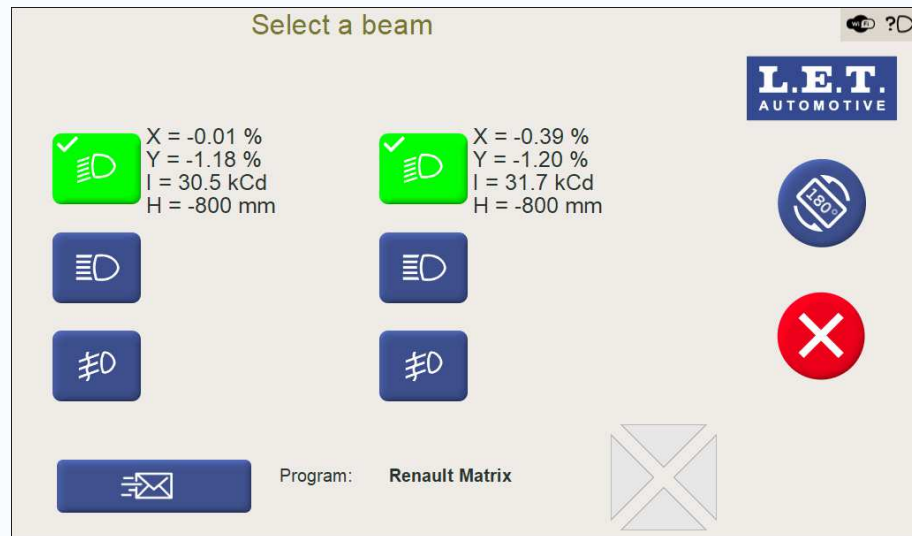 Select a beam
WiFi
?
L.E.T.
AUTOMOTIVE
X = -0.01 %
Y = -1.18 %
I = 30.5 kCd
H = -800 mm
X = -0.39 %
Y = -1.20 %
I = 31.7 kCd
H = -800 mm
180°
Program: Renault Matrix